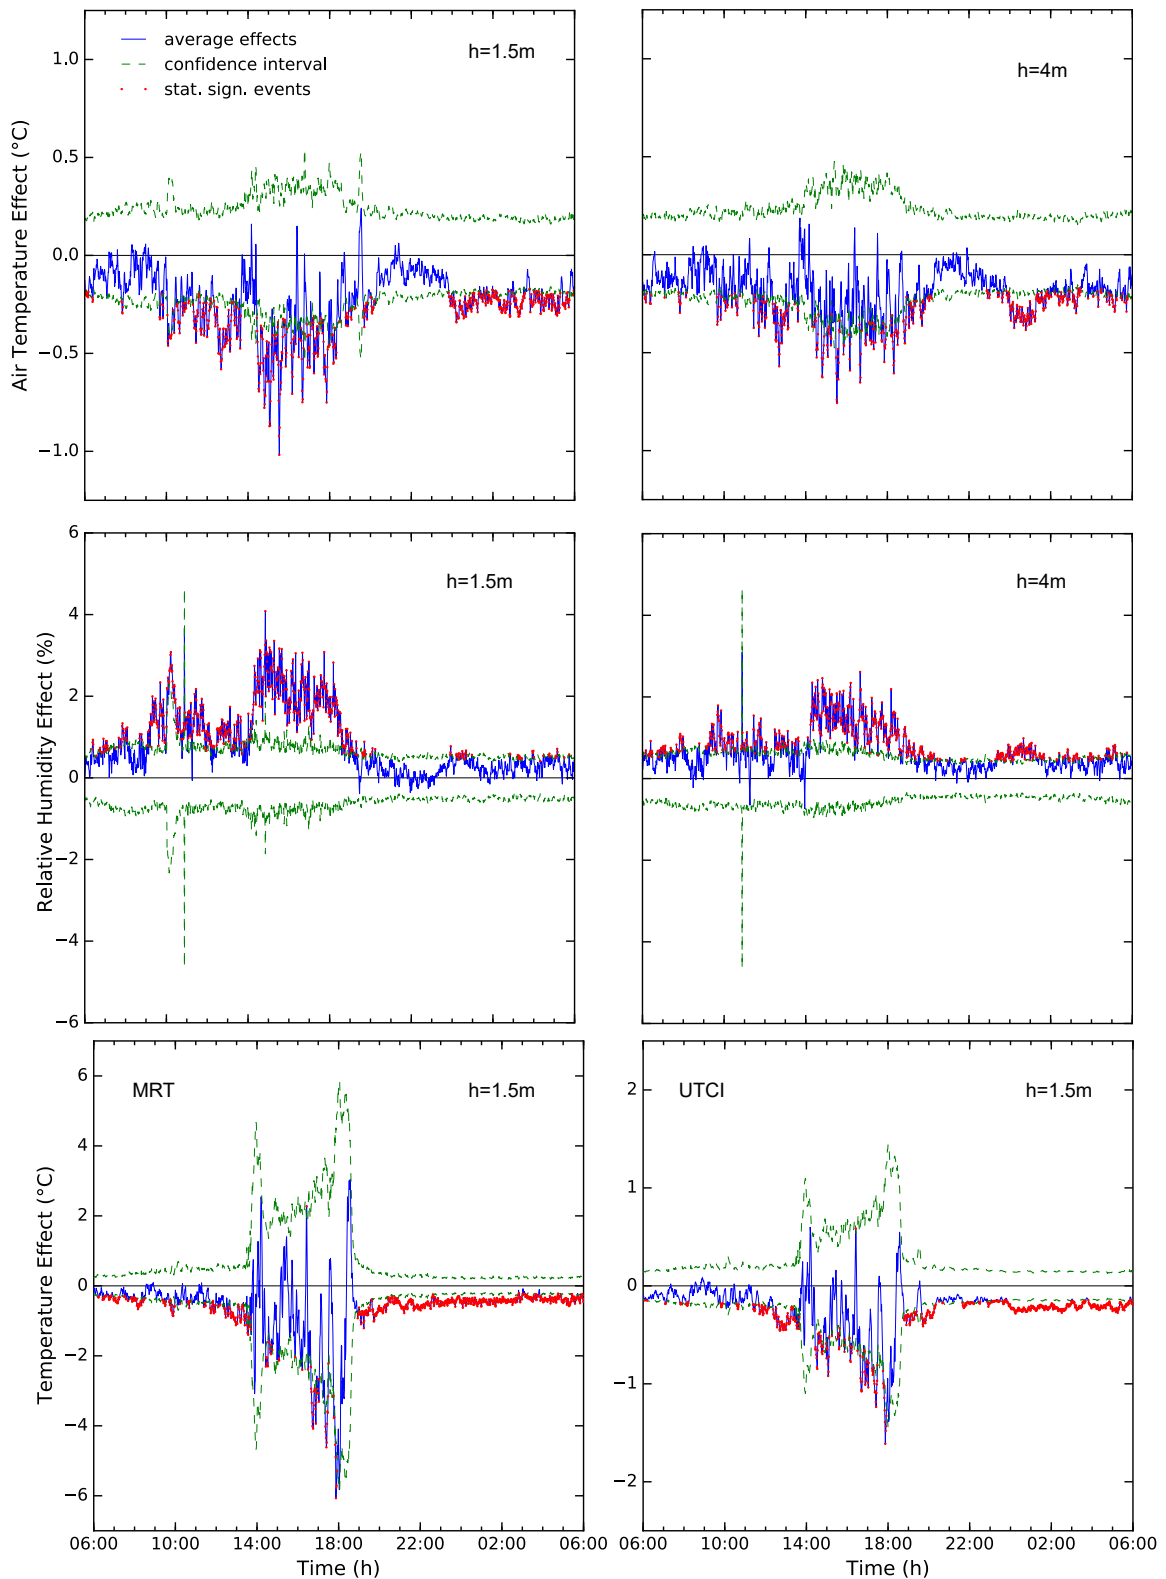 average effects
confidence interval
stat. sign. events
h=1.5m
h=4m
Air Temperature Effect (°C)
1.0
0.5
0.0
−0.5
−1.0
h=1.5m
h=4m
Relative Humidity Effect (%)
6
4
2
0
−2
−4
−6
MRT
h=1.5m
UTCI
h=1.5m
Temperature Effect (°C)
6
4
2
0
−2
−4
−6
2
1
0
−1
−2
06:00 10:00 14:00 18:00 22:00 02:00 06:00
06:00 10:00 14:00 18:00 22:00 02:00 06:00
Time (h)
Time (h)
Temperature Effect (°C)